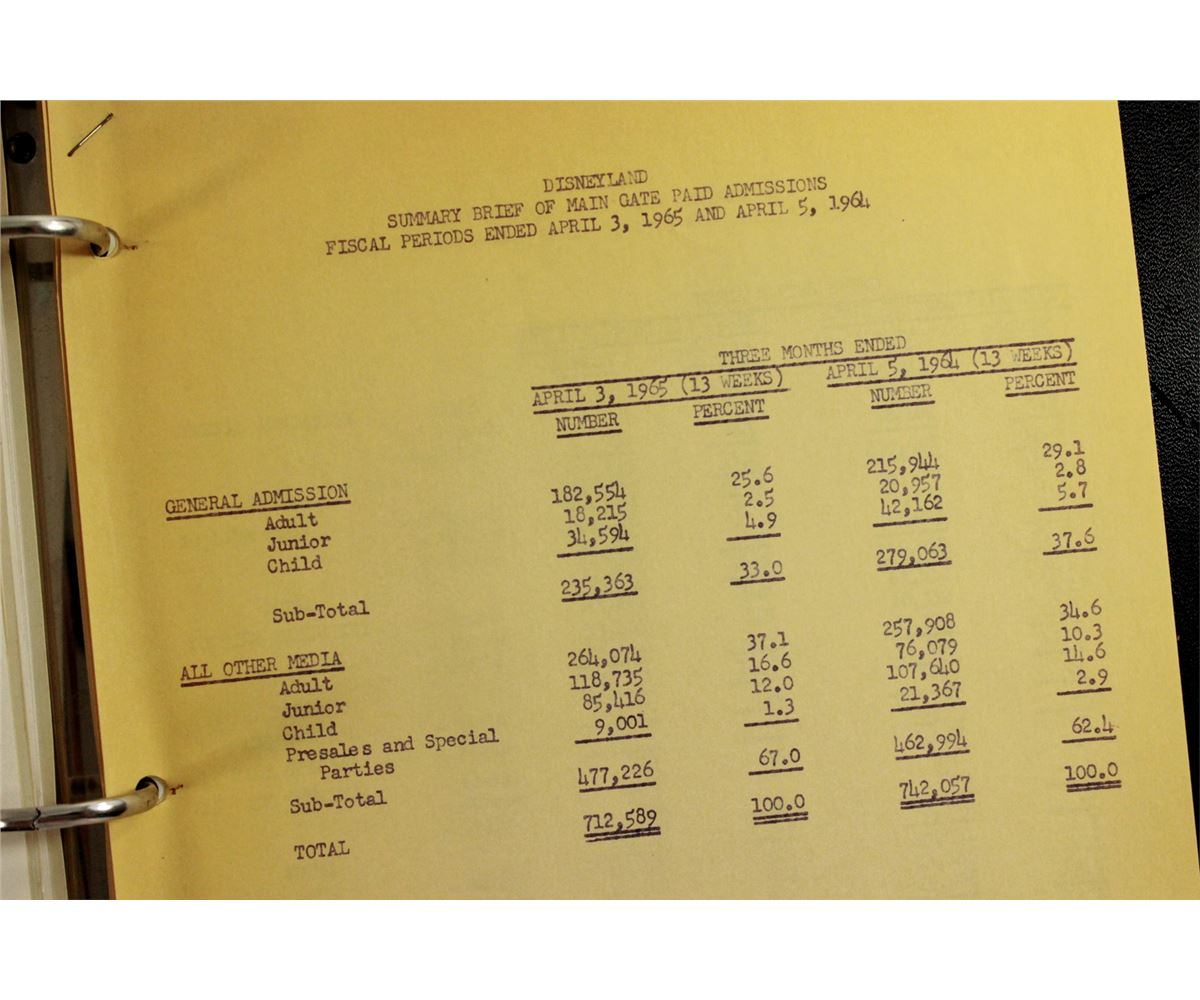 DISNEYLAND
SUMMARY BRIEF OF MAIN GATE PAID ADMISSIONS
FISCAL PERIODS ENDED APRIL 3, 1965 AND APRIL 5, 1964
THREE MONTHS ENDED
APRIL 3, 1965 (13 WEEKS) APRIL 5, 1964 (13 WEEKS)
NUMBER PERCENT NUMBER PERCENT
GENERAL ADMISSION
Adult 182,554 25.6 215,944 29.1
Junior 18,215 2.5 20,957 2.8
Child 34,594 4.9 42,162 5.7
Sub-Total 235,363 33.0 279,063 37.6
ALL OTHER MEDIA
Adult 264,074 37.1 257,908 34.6
Junior 118,735 16.6 76,079 10.3
Child 85,416 12.0 107,640 14.6
Presales and Special 9,001 1.3 21,367 2.9
Parties
Sub-Total 477,226 67.0 462,994 62.4
TOTAL 712,589 100.0 742,057 100.0